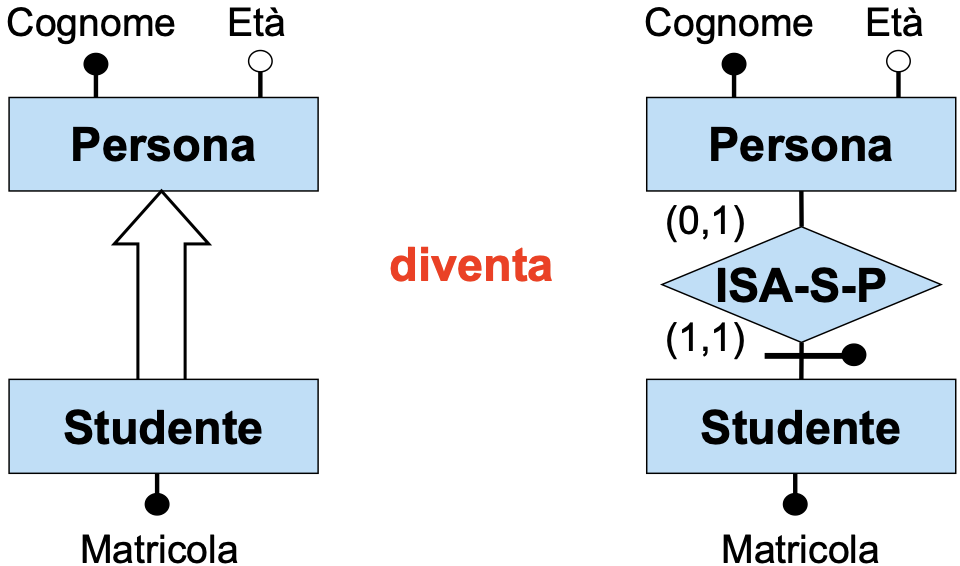 Cognome Età
Persona
Studente
Matricola
diventa
Cognome Età
Persona
(0,1)
ISA-S-P
(1,1)
Studente
Matricola